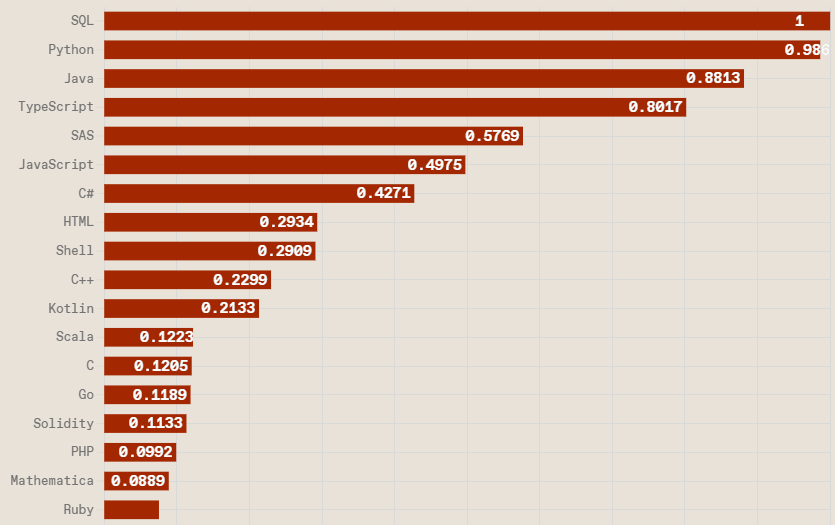 SQL 1
Python 0.986
Java 0.8813
TypeScript 0.8017
SAS 0.5769
JavaScript 0.4975
C# 0.4271
HTML 0.2934
Shell 0.2909
C++ 0.2299
Kotlin 0.2133
Scala 0.1223
C 0.1205
Go 0.1189
Solidity 0.1133
PHP 0.0992
Mathematica 0.0889
Ruby